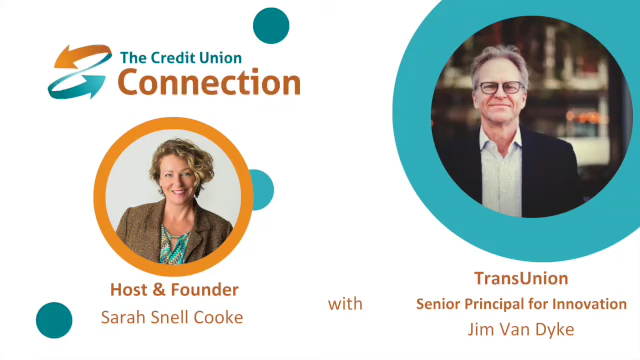 The Credit Union
Connection
Host & Founder
Sarah Snell Cooke
with
TransUnion
Senior Principal for Innovation
Jim Van Dyke